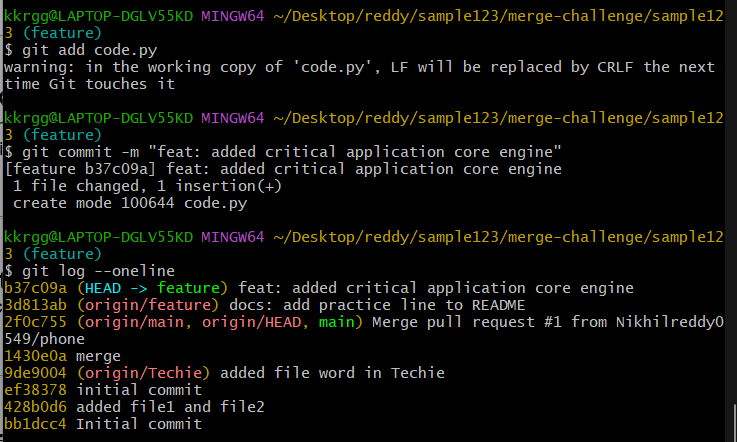 kkrgg@LAPTOP-DGLV55KD MINGW64 ~/Desktop/reddy/sample123/merge-challenge/sample12
3 (feature)
$ git add code.py
warning: in the working copy of 'code.py', LF will be replaced by CRLF the next
time Git touches it
kkrgg@LAPTOP-DGLV55KD MINGW64 ~/Desktop/reddy/sample123/merge-challenge/sample12
3 (feature)
$ git commit -m "feat: added critical application core engine"
[feature b37c09a] feat: added critical application core engine
1 file changed, 1 insertion(+)
create mode 100644 code.py
kkrgg@LAPTOP-DGLV55KD MINGW64 ~/Desktop/reddy/sample123/merge-challenge/sample12
3 (feature)
$ git log --oneline
b37c09a (HEAD -> feature) feat: added critical application core engine
3d813ab (origin/feature) docs: add practice line to README
2f0c755 (origin/main, origin/HEAD, main) Merge pull request #1 from Nikhilreddy0
549/phone
1430e0a merge
9de9004 (origin/Techie) added file word in Techie
ef38378 initial commit
428b0d6 added file1 and file2
bb1dcc4 Initial commit